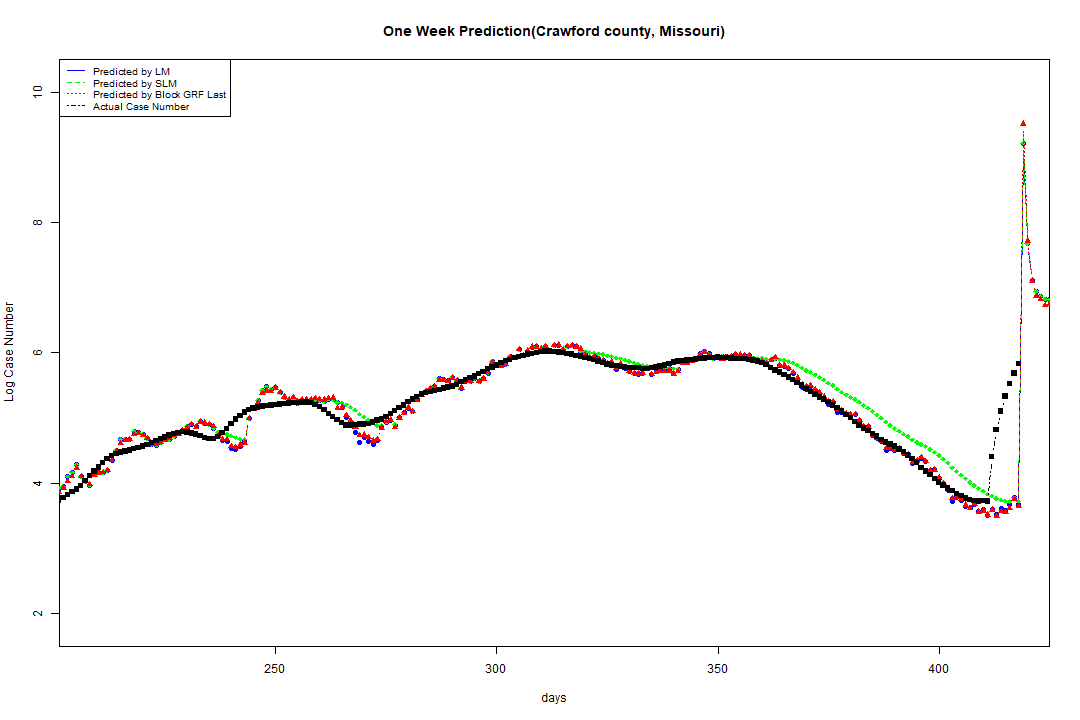 One Week Prediction(Crawford county, Missouri)
Predicted by LM
Predicted by SLM
Predicted by Block GRF Last
Actual Case Number
10
8
6
4
2
Log Case Number
250 300 350 400
days